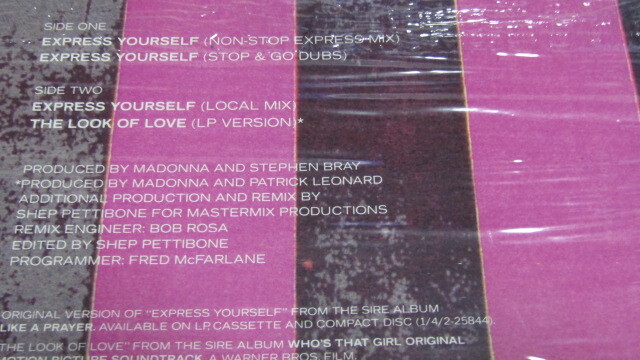 SIDE ONE
EXPRESS YOURSELF (NON-STOP EXPRESS MIX)
EXPRESS YOURSELF (STOP & GO DUBS)
SIDE TWO
EXPRESS YOURSELF (LOCAL MIX)
THE LOOK OF LOVE (LP VERSION)*
PRODUCED BY MADONNA AND STEPHEN BRAY
*PRODUCED BY MADONNA AND PATRICK LEONARD
ADDITIONAL PRODUCTION AND REMIX BY
SHEP PETTIBONE FOR MASTERMIX PRODUCTIONS
REMIX ENGINEER: BOB ROSA
EDITED BY SHEP PETTIBONE
PROGRAMMER: FRED McFARLANE
ORIGINAL VERSION OF "EXPRESS YOURSELF" FROM THE SIRE ALBUM
LIKE A PRAYER. AVAILABLE ON LP, CASSETTE AND COMPACT DISC (1/4/2-25844).
"THE LOOK OF LOVE" FROM THE SIRE ALBUM WHO'S THAT GIRL ORIGINAL
MOTION PICTURE SOUNDTRACK. A WARNER BROS. FILM.